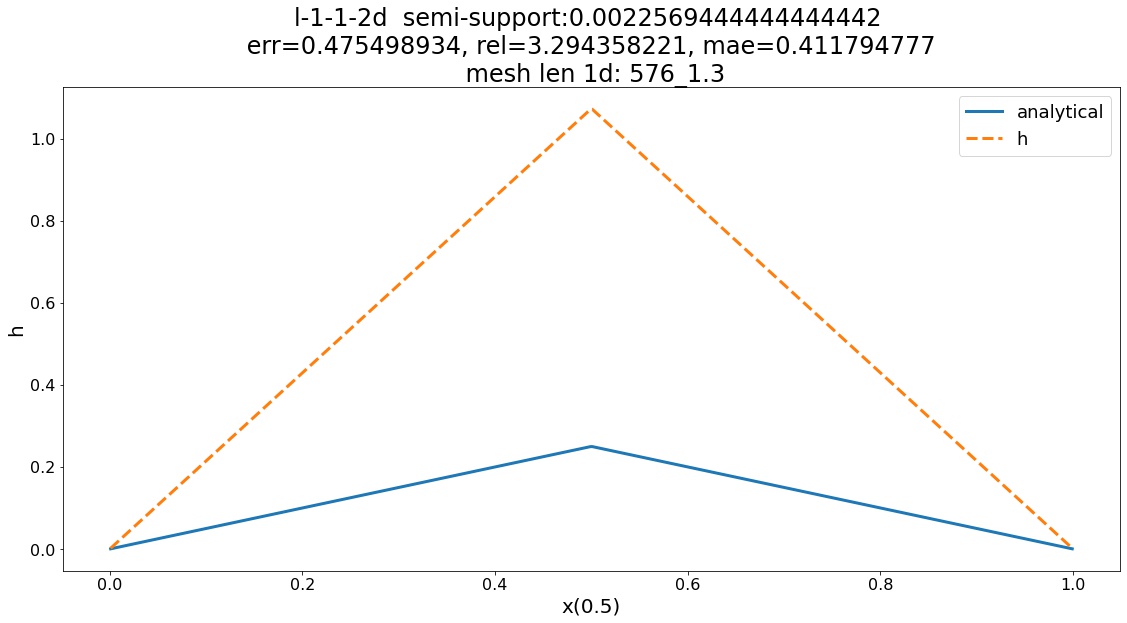 l-1-1-2d  semi-support:0.0022569444444444442
err=0.475498934, rel=3.294358221, mae=0.411794777
mesh len 1d: 576_1.3
analytical
h
1.0
0.8
0.6
0.4
0.2
0.0
h
0.0 0.2 0.4 0.6 0.8 1.0
x(0.5)